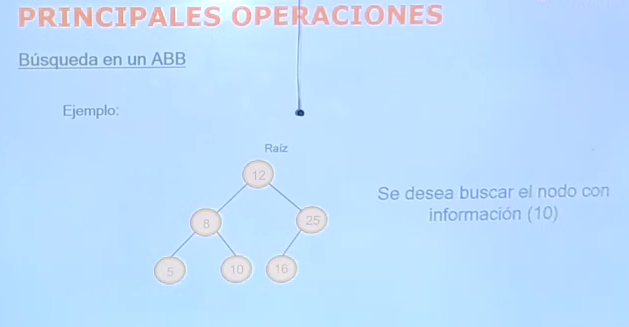 PRINCIPALES OPERACIONES
Búsqueda en un ABB
Ejemplo:
Raíz
12
Se desea buscar el nodo con
información (10)
8
25
5
10
16